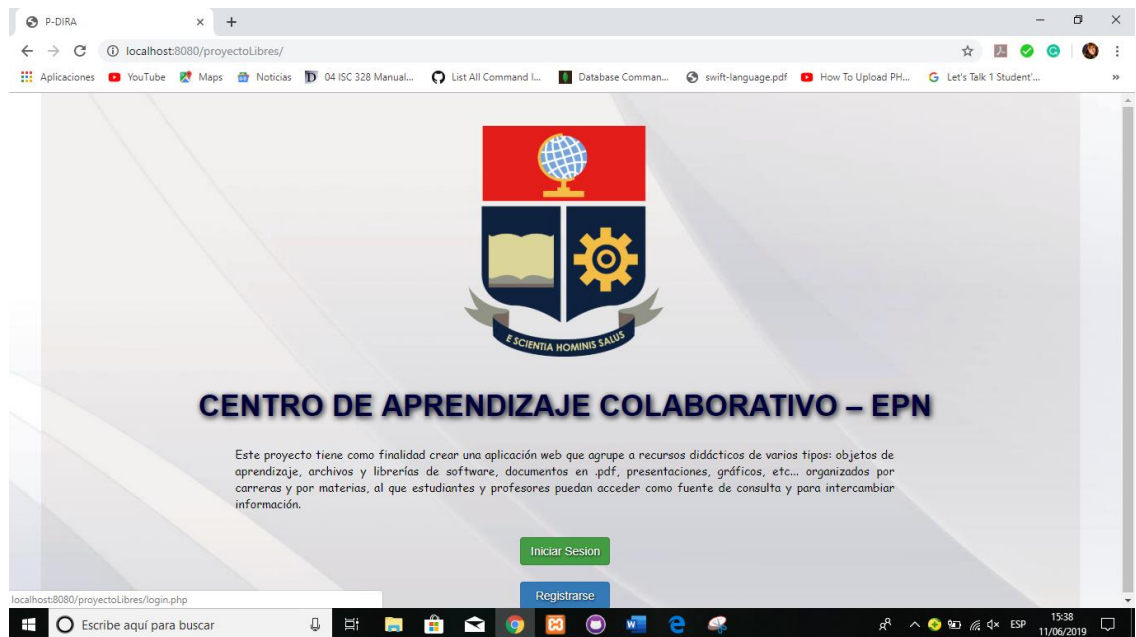 P-DIRA
localhost:8080/proyectoLibres/
Aplicaciones YouTube Maps Noticias 04 ISC 328 Manual... List All Command l... Database Comman... swift-language.pdf How To Upload PH... Let's Talk 1 Student'... »
E SCIENTIA HOMINIS SALUS
CENTRO DE APRENDIZAJE COLABORATIVO – EPN
Este proyecto tiene como finalidad crear una aplicación web que agrupe a recursos didácticos de varios tipos: objetos de
aprendizaje, archivos y librerías de software, documentos en .pdf, presentaciones, gráficos, etc... organizados por
carreras y por materias, al que estudiantes y profesores puedan acceder como fuente de consulta y para intercambiar
información.
Iniciar Sesion
Registrarse
localhost:8080/proyectoLibres/login.php
Escribe aquí para buscar
ESP
15:38
11/06/2019